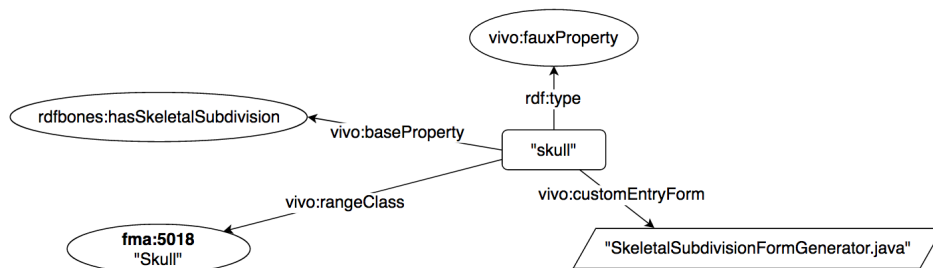 vivo:fauxProperty
rdf:type
rdfbones:hasSkeletalSubdivision
vivo:baseProperty
"skull"
vivo:customEntryForm
vivo:rangeClass
fma:5018
"Skull"
"SkeletalSubdivisionFormGenerator.java"